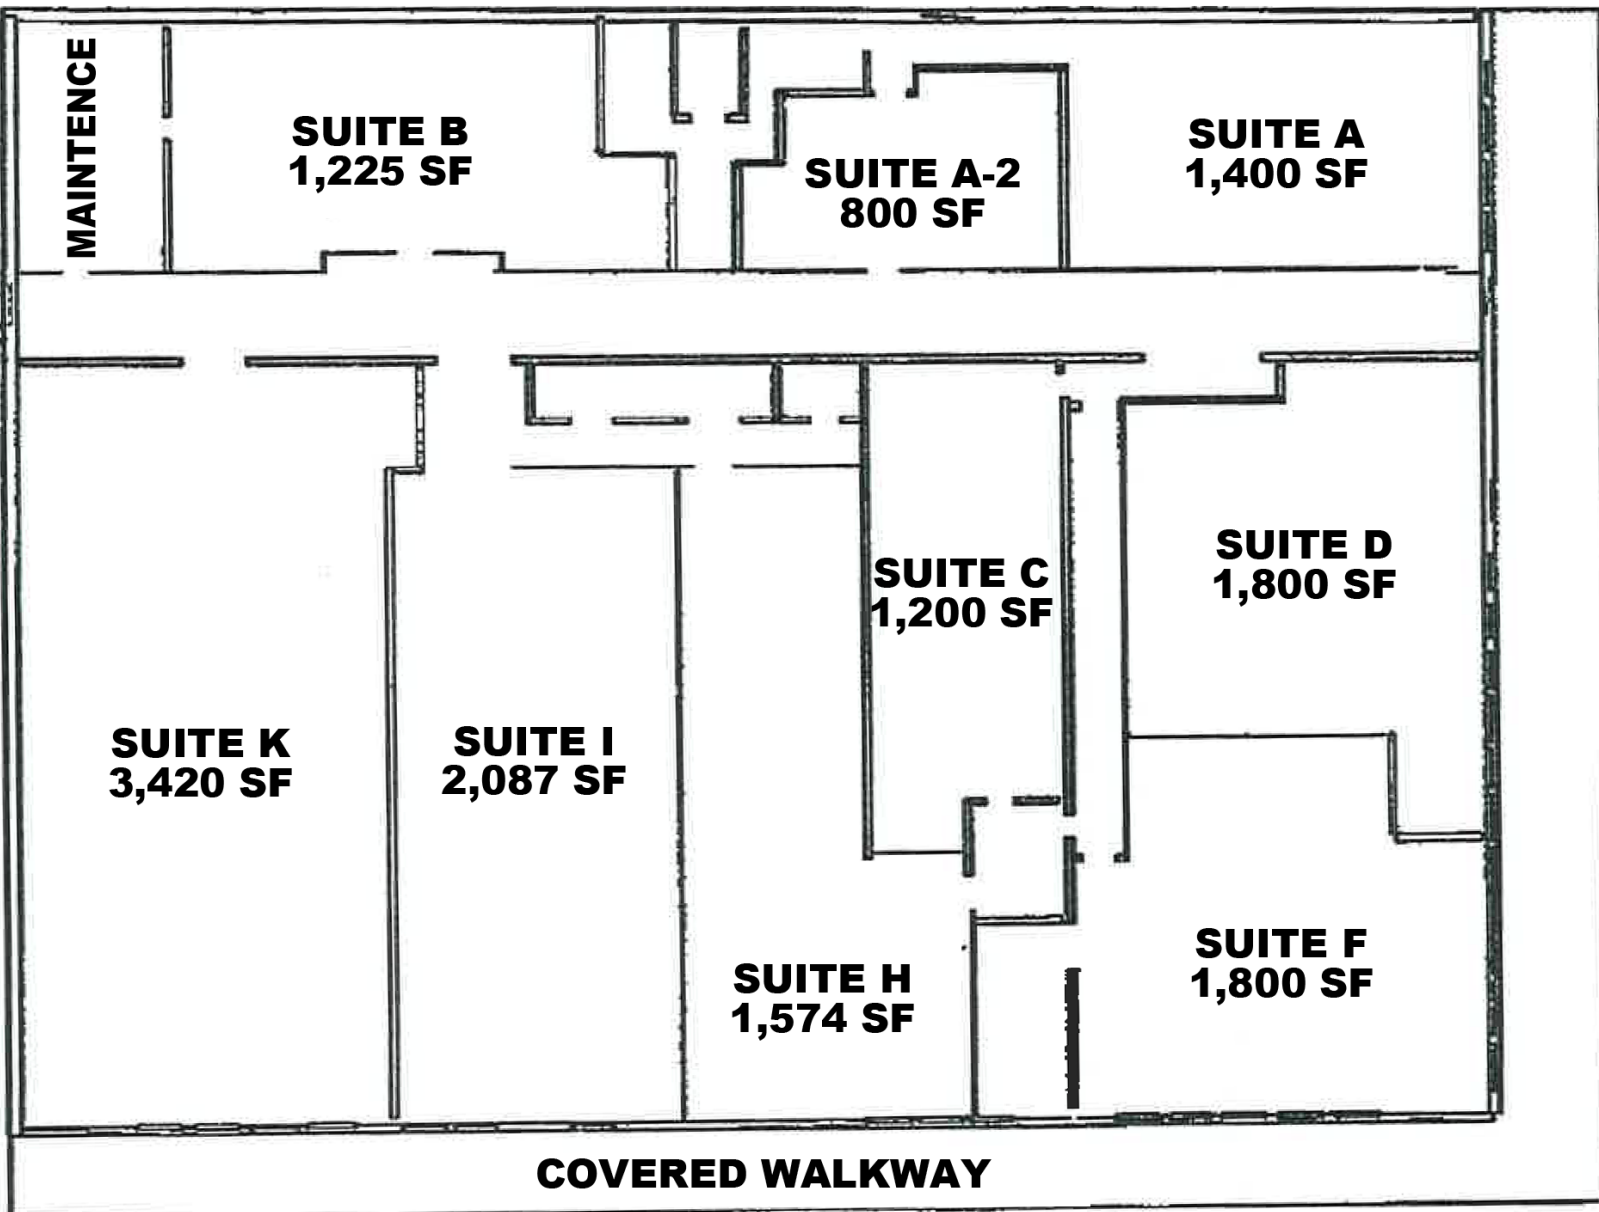 MAINTENCE
SUITE B
1,225 SF
SUITE A-2
800 SF
SUITE A
1,400 SF
SUITE C
1,200 SF
SUITE D
1,800 SF
SUITE K
3,420 SF
SUITE I
2,087 SF
SUITE H
1,574 SF
SUITE F
1,800 SF
COVERED WALKWAY